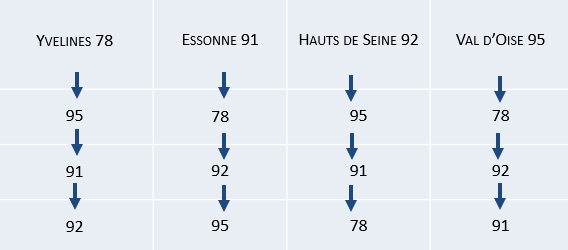 Yvelines 78 Essonne 91 Hauts de Seine 92 Val d'Oise 95
95 78 95 78
91 92 91 92
92 95 78 91